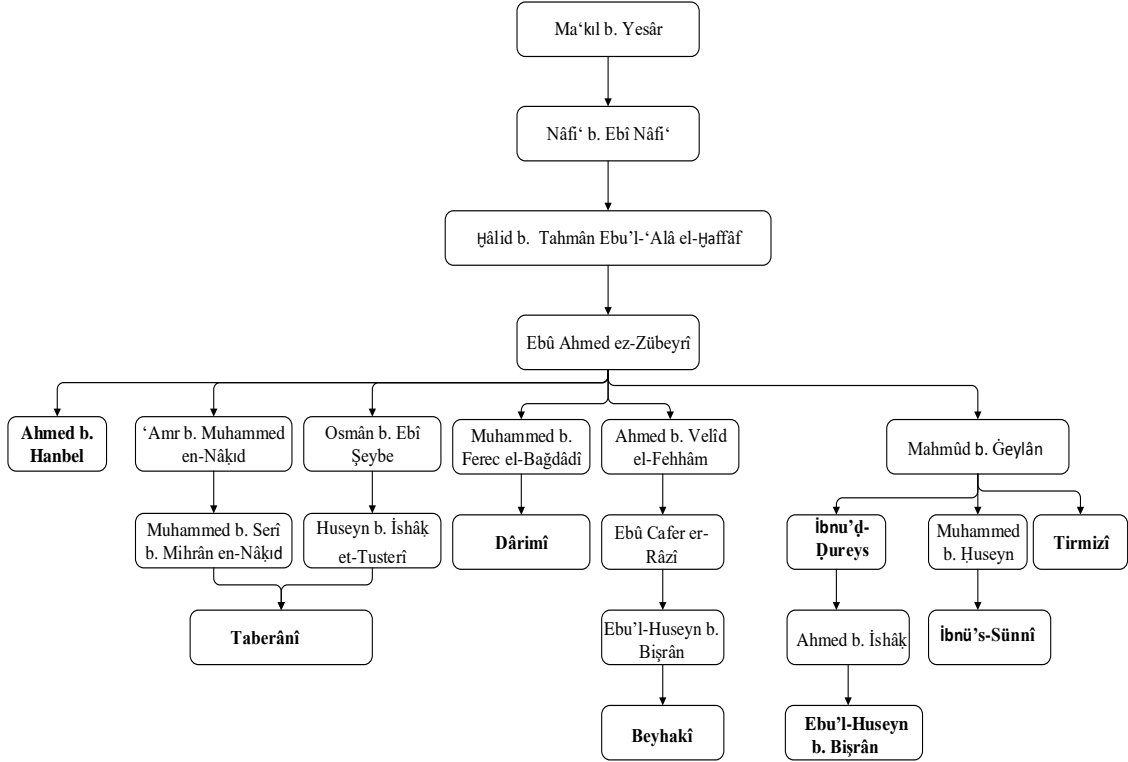 Ma‘kıl b. Yesâr
Nâfi‘ b. Ebî Nâfi‘
Ḫâlid b. Tahmân Ebu’l-‘Alâ el-Ḫaffâf
Ebû Ahmed ez-Zübeyrî
Ahmed b.
Hanbel
‘Amr b. Muhammed
en-Nâḳıd
Osmân b. Ebî
Şeybe
Muhammed b.
Ferec el-Bağdâdî
Ahmed b. Velîd
el-Fehhâm
Mahmûd b. Ġeylân
Muhammed b. Serî
b. Mihrân en-Nâḳıd
Huseyn b. İshâḳ
et-Tusterî
Dârimî
Ebû Cafer er-
Râzî
İbnu’ḍ-
Ḍureys
Muhammed
b. Ḥuseyn
Tirmizî
Taberânî
Ebu’l-Huseyn b.
Bişrân
Ahmed b. İshâḳ
İbnü’s-Sünnî
Beyhakî
Ebu’l-Huseyn
b. Bişrân